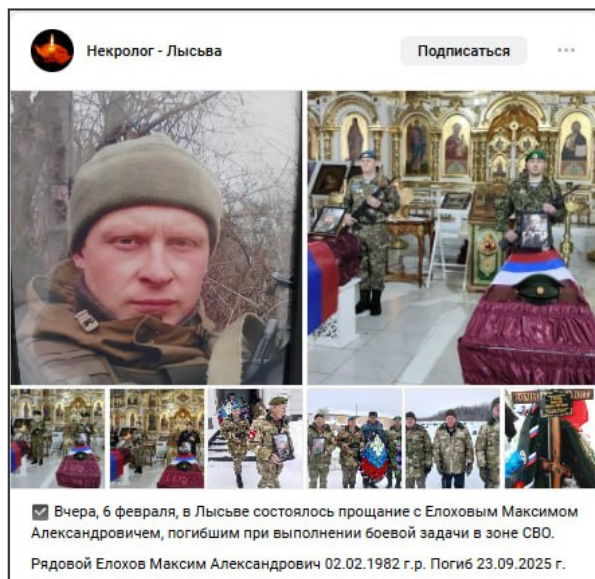 Некролог - Лысьва
Подписаться
Вчера, 6 февраля, в Лысьве состоялось прощание с Елоховым Максимом
Александровичем, погибшим при выполнении боевой задачи в зоне СВО.
Рядовой Елохов Максим Александрович 02.02.1982 г.р. Погиб 23.09.2025 г.